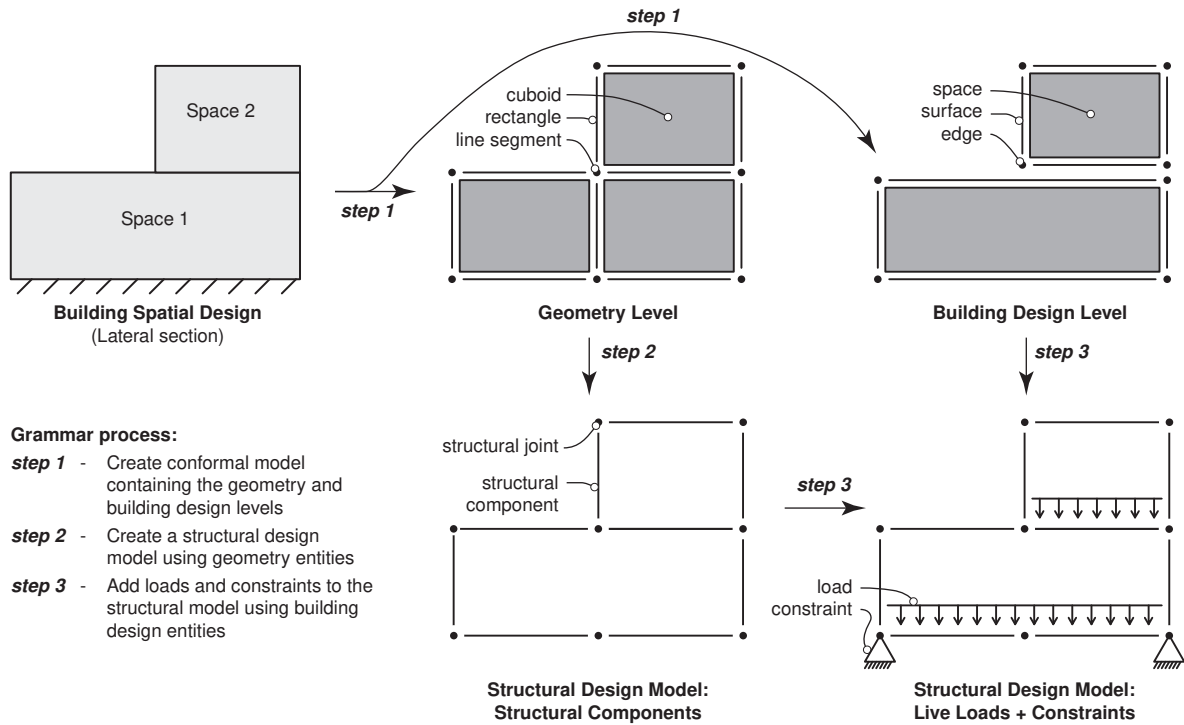 step 1
Space 2
Space 1
step 1
cuboid
rectangle
line segment
space
surface
edge
Building Spatial Design
(Lateral section)
Geometry Level
Building Design Level
step 2
step 3
Grammar process:
step 1 - Create conformal model
containing the geometry and
building design levels
step 2 - Create a structural design
model using geometry entities
step 3 - Add loads and constraints to the
structural model using building
design entities
structural joint
structural
component
step 3
load
constraint
Structural Design Model:
Structural Components
Structural Design Model:
Live Loads + Constraints